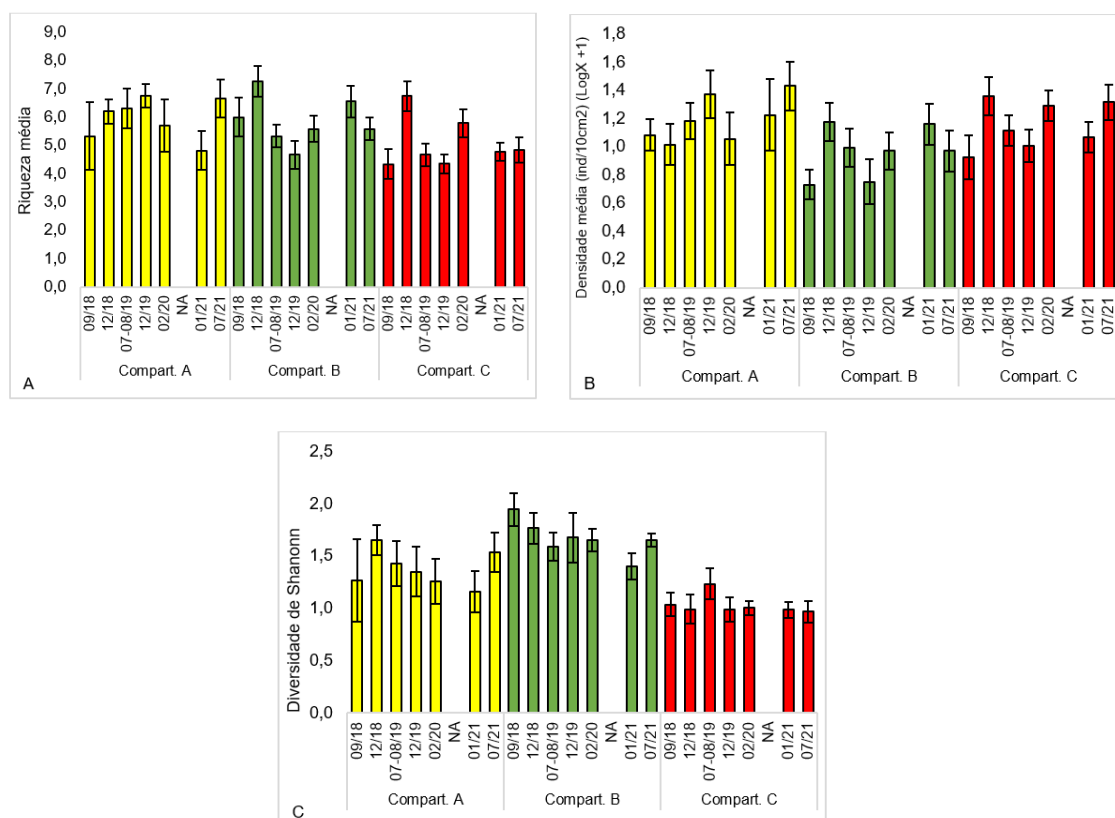 Riqueza média
9,0
8,0
7,0
6,0
5,0
4,0
3,0
2,0
1,0
0,0
09/18 12/18 07-08/19 12/19 02/20 NA 01/21 07/21 09/18 12/18 07-08/19 12/19 02/20 NA 01/21 07/21 09/18 12/18 07-08/19 12/19 02/20 NA 01/21 07/21
Compart. A Compart. B Compart. C
A
Densidade média (ind/10cm2) (LogX +1)
1,8
1,6
1,4
1,2
1,0
0,8
0,6
0,4
0,2
0,0
09/18 12/18 07-08/19 12/19 02/20 NA 01/21 07/21 09/18 12/18 07-08/19 12/19 02/20 NA 01/21 07/21 09/18 12/18 07-08/19 12/19 02/20 NA 01/21 07/21
Compart. A Compart. B Compart. C
B
Diversidade de Shanonn
2,5
2,0
1,5
1,0
0,5
0,0
09/18 12/18 07-08/19 12/19 02/20 NA 01/21 07/21 09/18 12/18 07-08/19 12/19 02/20 NA 01/21 07/21 09/18 12/18 07-08/19 12/19 02/20 NA 01/21 07/21
Compart. A Compart. B Compart. C
C